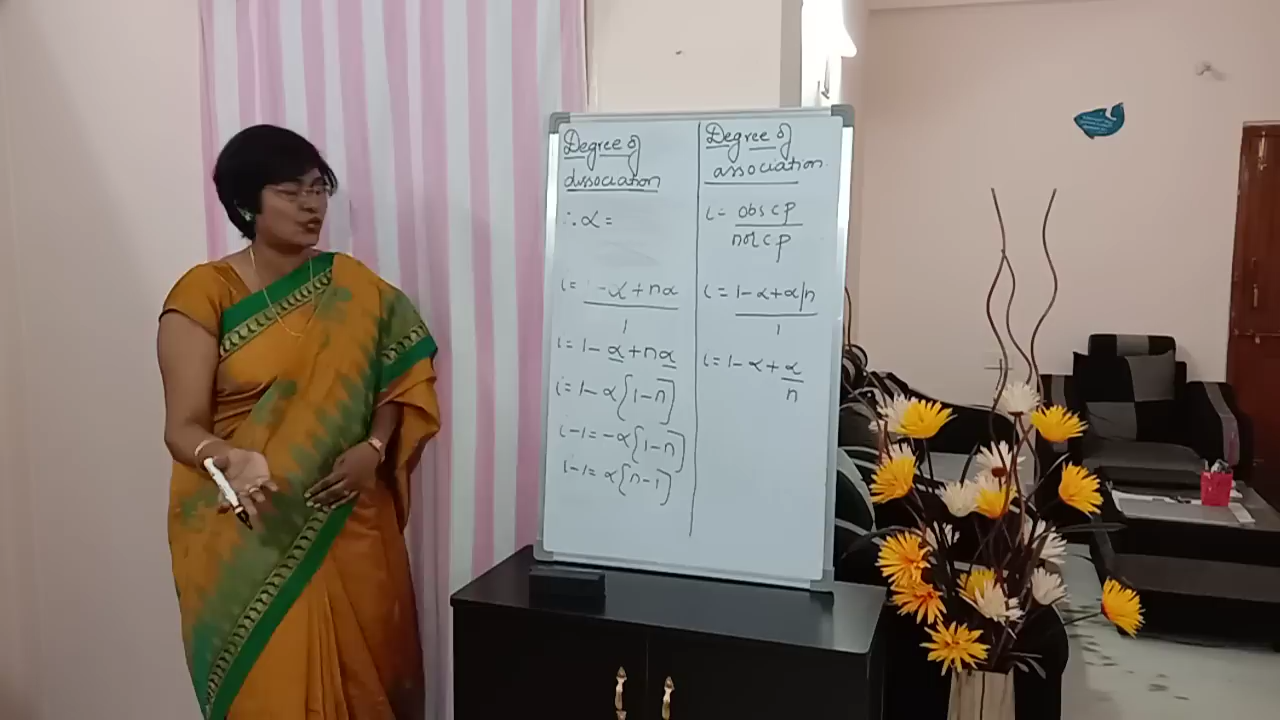 Degree of
dissociation
∴ α =
i = -α + nα
1
i = 1 - α + nα
i = 1 - α [1 - n]
i - 1 = - α [1 - n]
i - 1 = α [n - 1]
Degree of
association
i = obs cp
nor cp
i = 1 - α + α/n
1
i = 1 - α + α
n